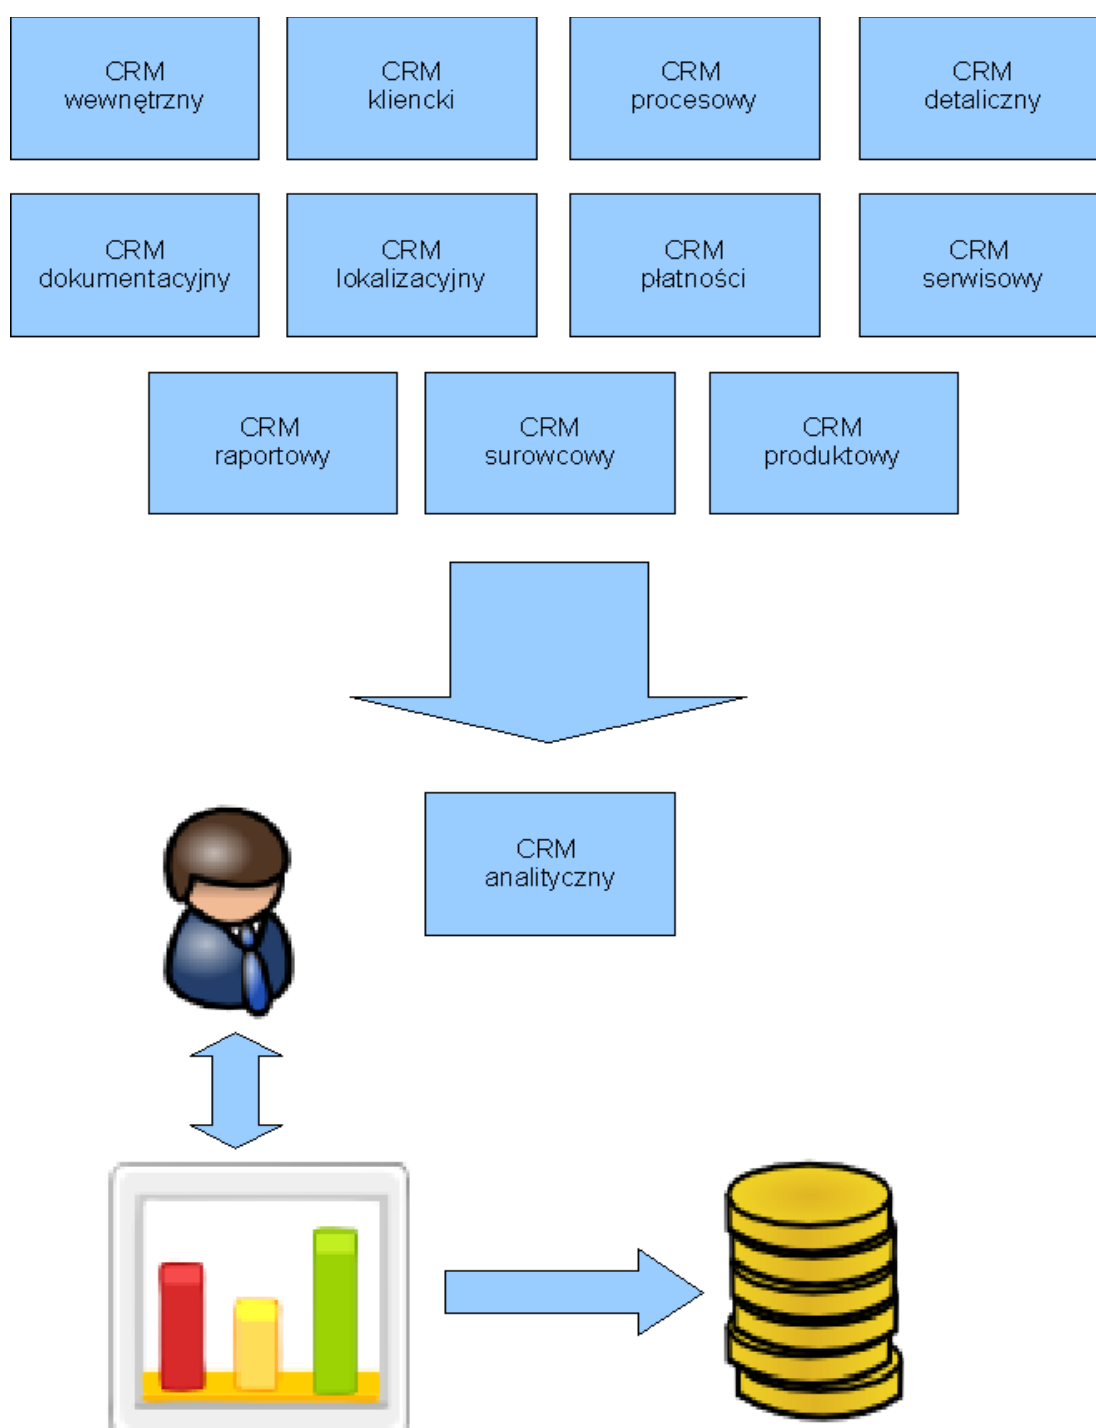 CRM
wewnętrzny
CRM
kliencki
CRM
procesowy
CRM
detaliczny
CRM
dokumentacyjny
CRM
lokalizacyjny
CRM
płatności
CRM
serwisowy
CRM
raportowy
CRM
surowcowy
CRM
produktowy
CRM
analityczny